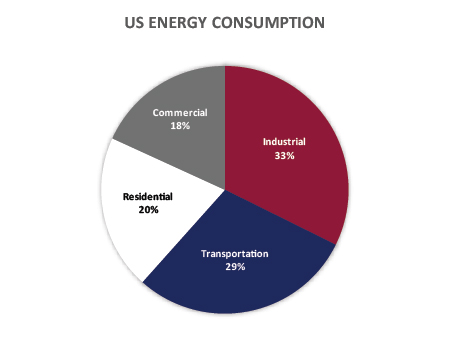 US ENERGY CONSUMPTION
Commercial
18%
Industrial
33%
Residential
20%
Transportation
29%